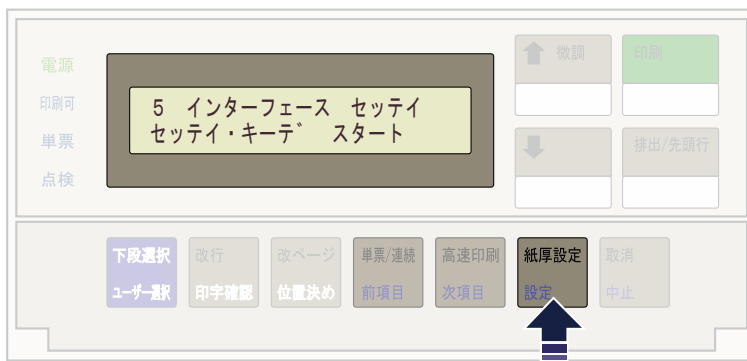 電源
印刷可
単票
点検
5 インターフェース セッテイ
セッテイ・キーデ゛ スタート
微調
印刷
排出/先頭行
下段選択
ユーザー選択
改行
印字確認
改ページ
位置決め
単票/連続
前項目
高速印刷
次項目
紙厚設定
設定
取消
中止